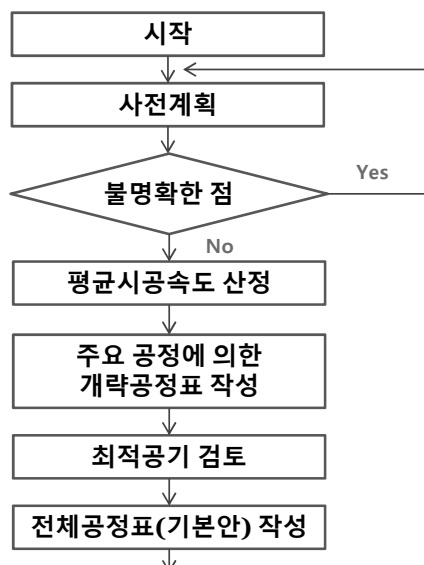 시작
사전계획
불명확한 점
Yes
No
평균시공속도 산정
주요 공정에 의한
개략공정표 작성
최적공기 검토
전체공정표(기본안) 작성